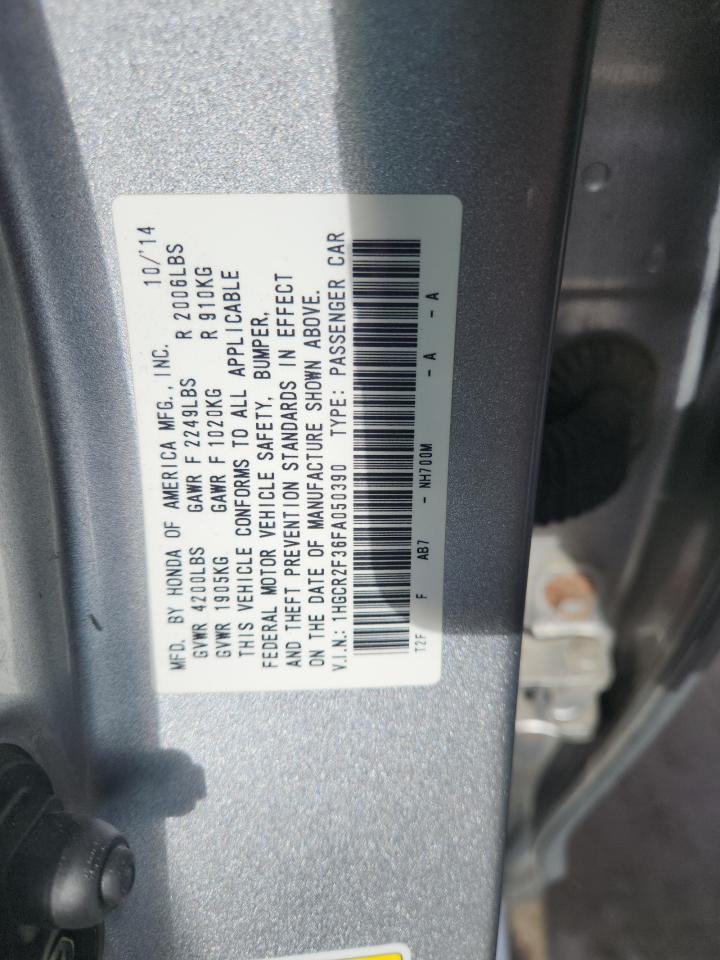 MFD. BY HONDA OF AMERICA MFG., INC. 10/'14
GVWR 4200LBS GAWR F 2249LBS R 2006LBS
GVWR 1905KG GAWR F 1020KG R 910KG
THIS VEHICLE CONFORMS TO ALL APPLICABLE
FEDERAL MOTOR VEHICLE SAFETY, BUMPER,
AND THEFT PREVENTION STANDARDS IN EFFECT
ON THE DATE OF MANUFACTURE SHOWN ABOVE.
V.I.N.: 1HGCR2F36FA050390 TYPE: PASSENGER CAR
T2F F AB7 - NH700M - A - A